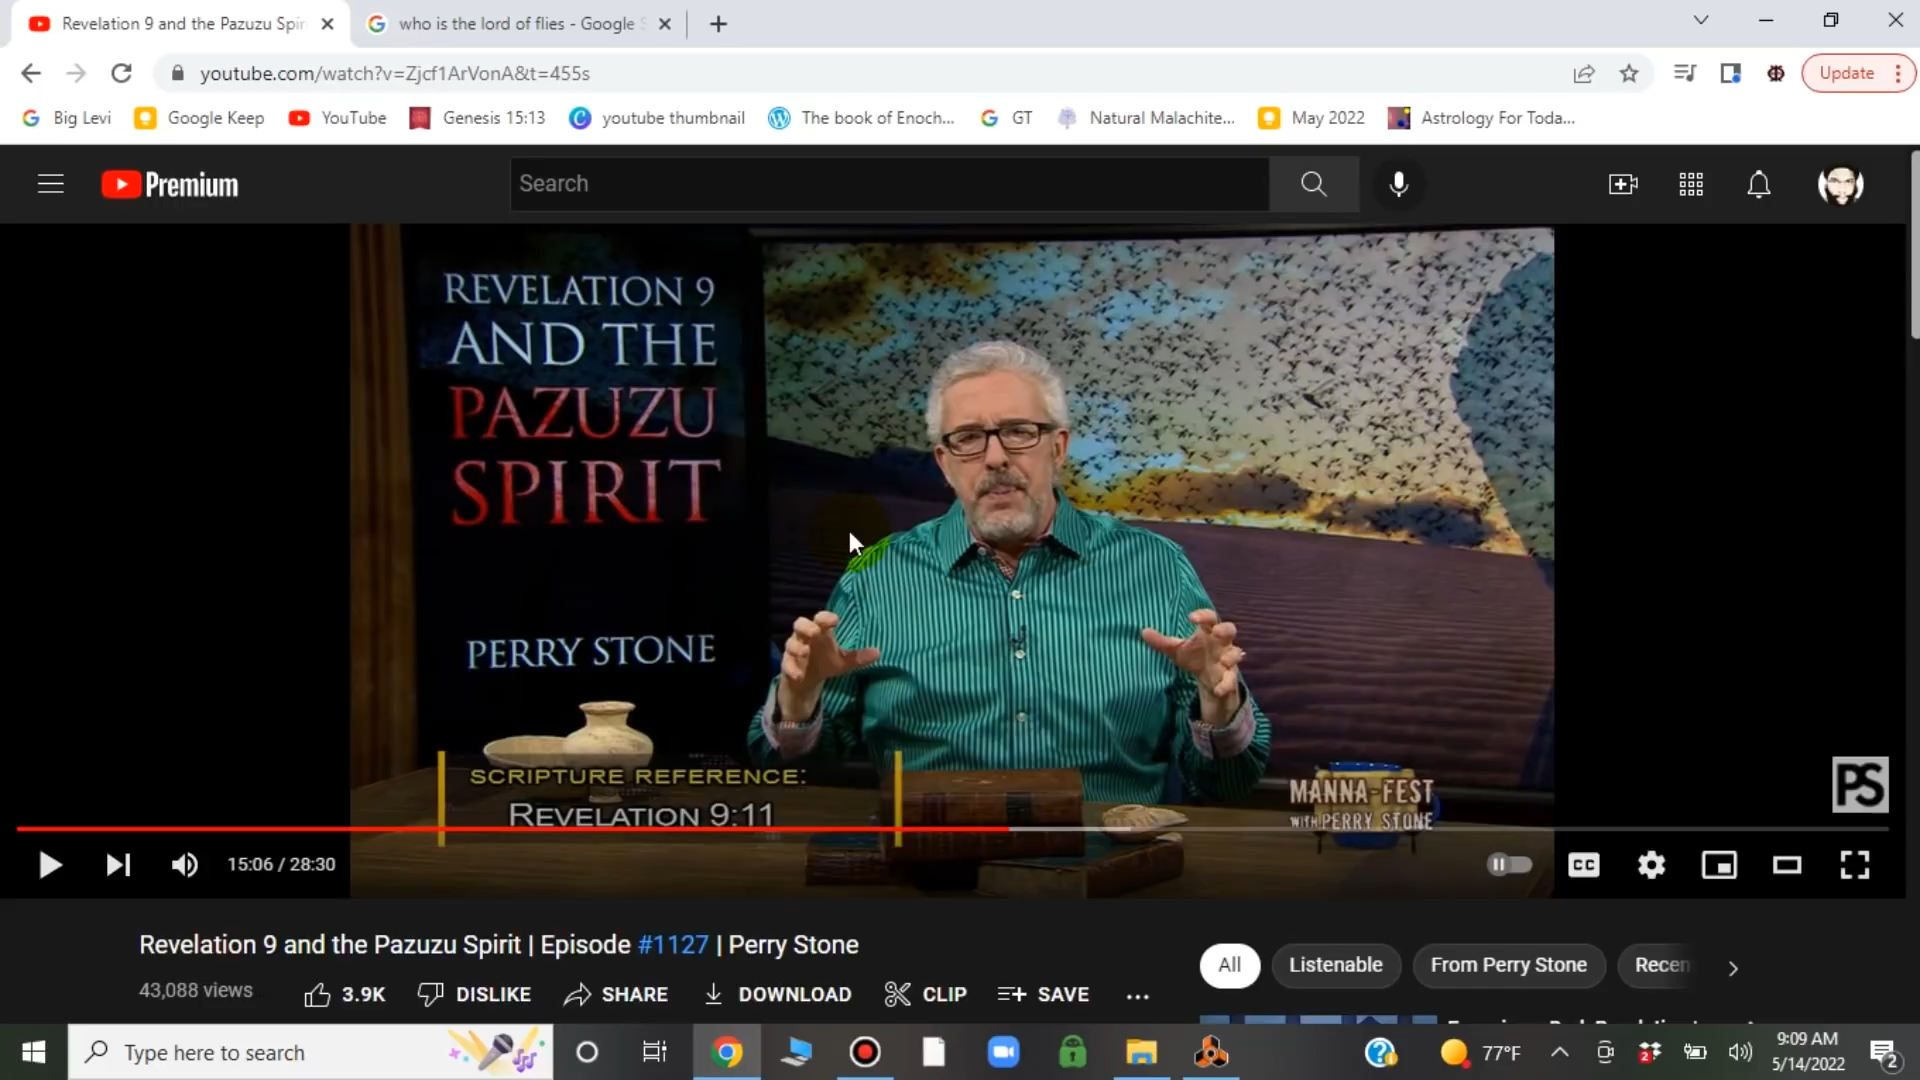 Revelation 9 and the Pazuzu Spir
who is the lord of flies - Google S
youtube.com/watch?v=Zjcf1ArVonA&t=455s
Update
Big Levi
Google Keep
YouTube
Genesis 15:13
youtube thumbnail
The book of Enoch...
GT
Natural Malachite...
May 2022
Astrology For Toda...
Premium
Search
REVELATION 9
AND THE
PAZUZU
SPIRIT
PERRY STONE
SCRIPTURE REFERENCE:
REVELATION 9:11
MANNA-FEST
WITH PERRY STONE
PS
15:06 / 28:30
CC
Revelation 9 and the Pazuzu Spirit | Episode #1127 | Perry Stone
43,088 views
3.9K
DISLIKE
SHARE
DOWNLOAD
CLIP
SAVE
All
Listenable
From Perry Stone
Recen
Type here to search
77°F
9:09 AM
5/14/2022
2